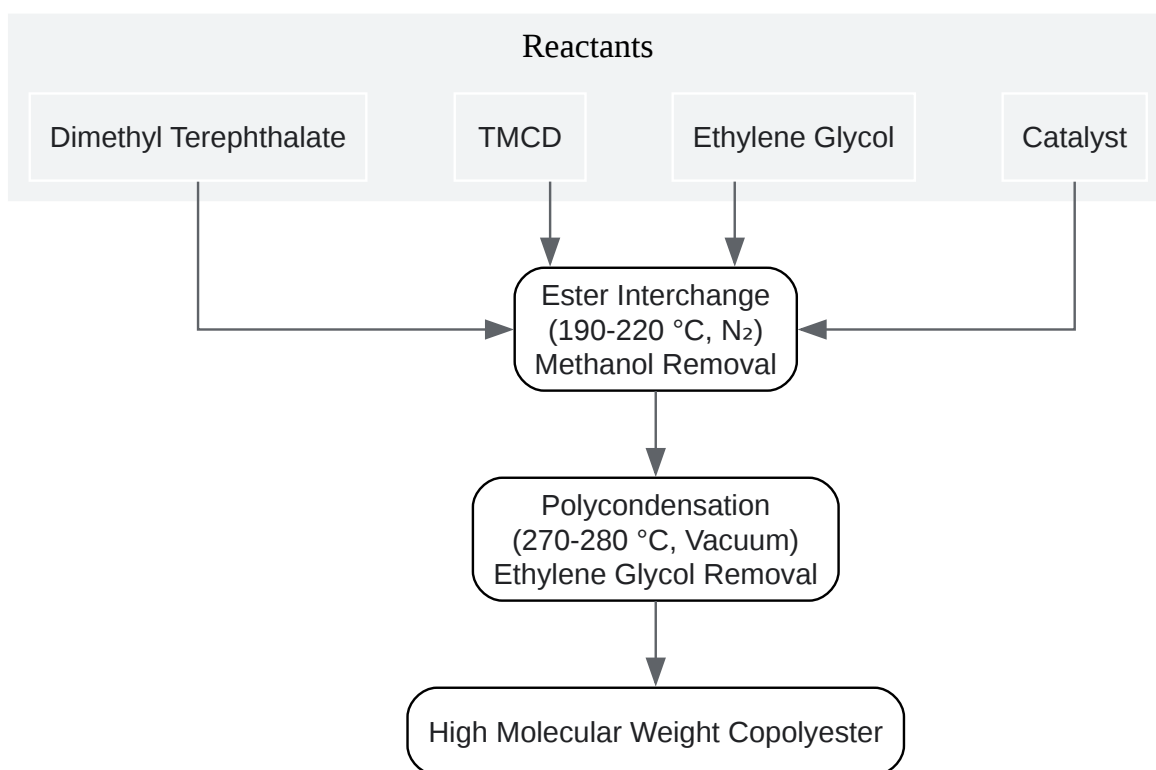 Reactants
Dimethyl Terephthalate
TMCD
Ethylene Glycol
Catalyst
Ester Interchange
(190-220 °C, N₂)
Methanol Removal
Polycondensation
(270-280 °C, Vacuum)
Ethylene Glycol Removal
High Molecular Weight Copolyester